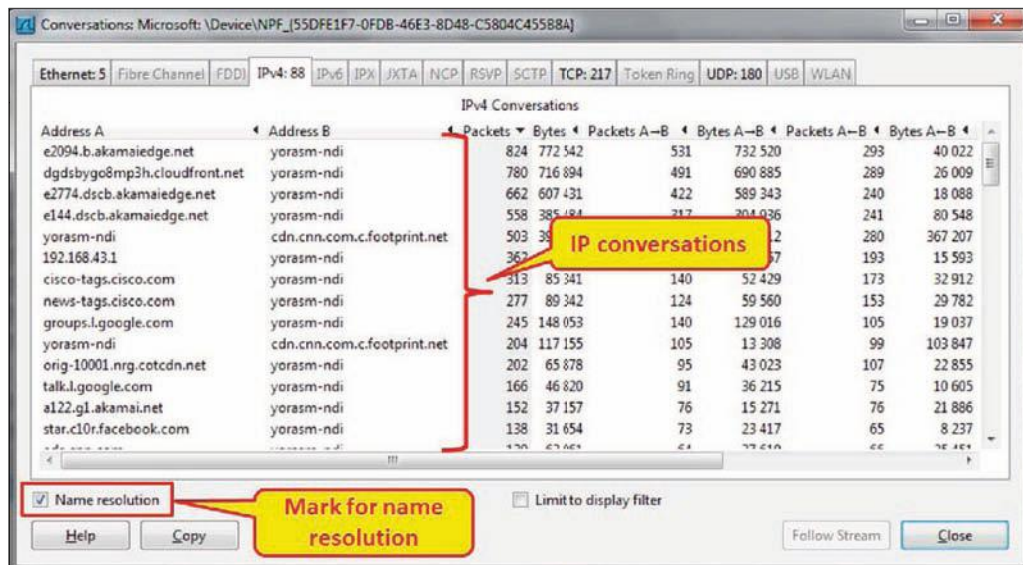 Conversations: Microsoft: \Device\NPF_{55DFE1F7-0FDB-46E3-8D48-C5804C45588A}
Ethernet: 5 Fibre Channel FDDI IPv4: 88 IPv6 IPX JXTA NCP RSVP SCTP TCP: 217 Token Ring UDP: 180 USB WLAN
IPv4 Conversations
Address A Address B Packets Bytes Packets A→B Bytes A→B Packets A←B Bytes A←B
e2094.b.akamaiedge.net yorasm-ndi 824 772 542 531 732 520 293 40 022
dgdsbygo8mp3h.cloudfront.net yorasm-ndi 780 716 894 491 690 885 289 26 009
e2774.dscb.akamaiedge.net yorasm-ndi 662 607 431 422 589 343 240 18 088
e144.dscb.akamaiedge.net yorasm-ndi 558 385 484 317 304 936 241 80 548
yorasm-ndi cdn.cnn.com.c.footprint.net 503 280 367 207
192.168.43.1 yorasm-ndi 362 193 15 593
cisco-tags.cisco.com yorasm-ndi 313 85 341 140 52 429 173 32 912
news-tags.cisco.com yorasm-ndi 277 89 342 124 59 560 153 29 782
groups.l.google.com yorasm-ndi 245 148 053 140 129 016 105 19 037
yorasm-ndi cdn.cnn.com.c.footprint.net 204 117 155 105 13 308 99 103 847
orig-10001.nrg.cotcdn.net yorasm-ndi 202 65 878 95 43 023 107 22 855
talk.l.google.com yorasm-ndi 166 46 820 91 36 215 75 10 605
a122.g1.akamai.net yorasm-ndi 152 37 157 76 15 271 76 21 886
star.c10r.facebook.com yorasm-ndi 138 31 654 73 23 417 65 8 237
IP conversations
Name resolution
Mark for name
resolution
Limit to display filter
Help Copy Follow Stream Close